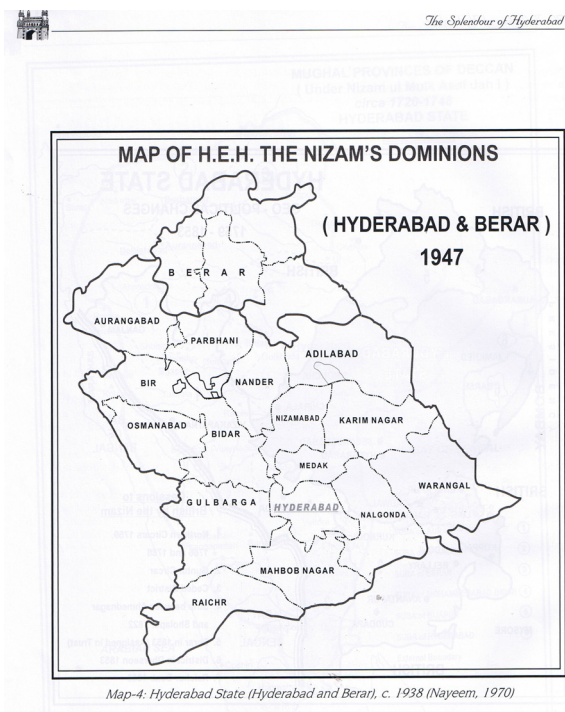 The Splendour of Hyderabad
MAP OF H.E.H. THE NIZAM'S DOMINIONS
( HYDERABAD & BERAR )
1947
BERAR
AURANGABAD
PARBHANI
ADILABAD
BIR
NANDER
OSMANABAD
NIZAMABAD
KARIM NAGAR
BIDAR
MEDAK
WARANGAL
GULBARGA
HYDERABAD
NALGONDA
MAHBOB NAGAR
RAICHR
Map-4: Hyderabad State (Hyderabad and Berar), c. 1938 (Nayeem, 1970)